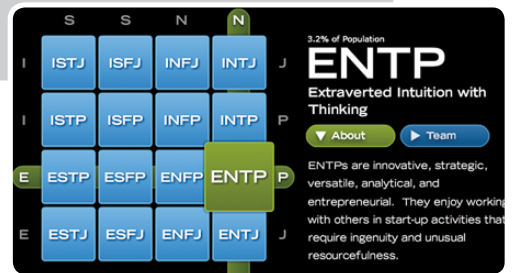 S S N N
I ISTJ ISFJ INFJ INTJ J
I ISTP ISFP INFP INTP P
E ESTP ESFP ENFP ENTP P
E ESTJ ESFJ ENFJ ENTJ J
3.2% of Population
ENTP
Extraverted Intuition with
Thinking
About Team
ENTPs are innovative, strategic,
versatile, analytical, and
entrepreneurial. They enjoy working
with others in start-up activities that
require ingenuity and unusual
resourcefulness.